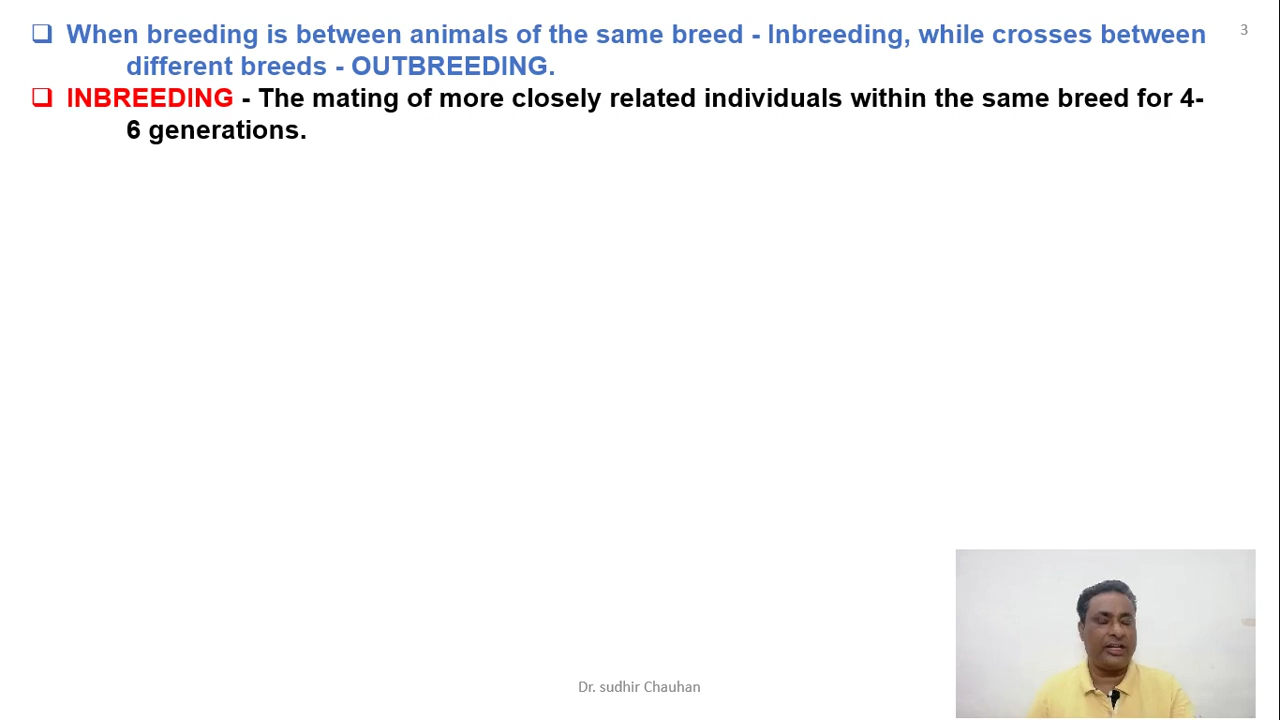 ❑ When breeding is between animals of the same breed - Inbreeding, while crosses between
different breeds - OUTBREEDING.
❑ INBREEDING - The mating of more closely related individuals within the same breed for 4-
6 generations.
3
Dr. sudhir Chauhan